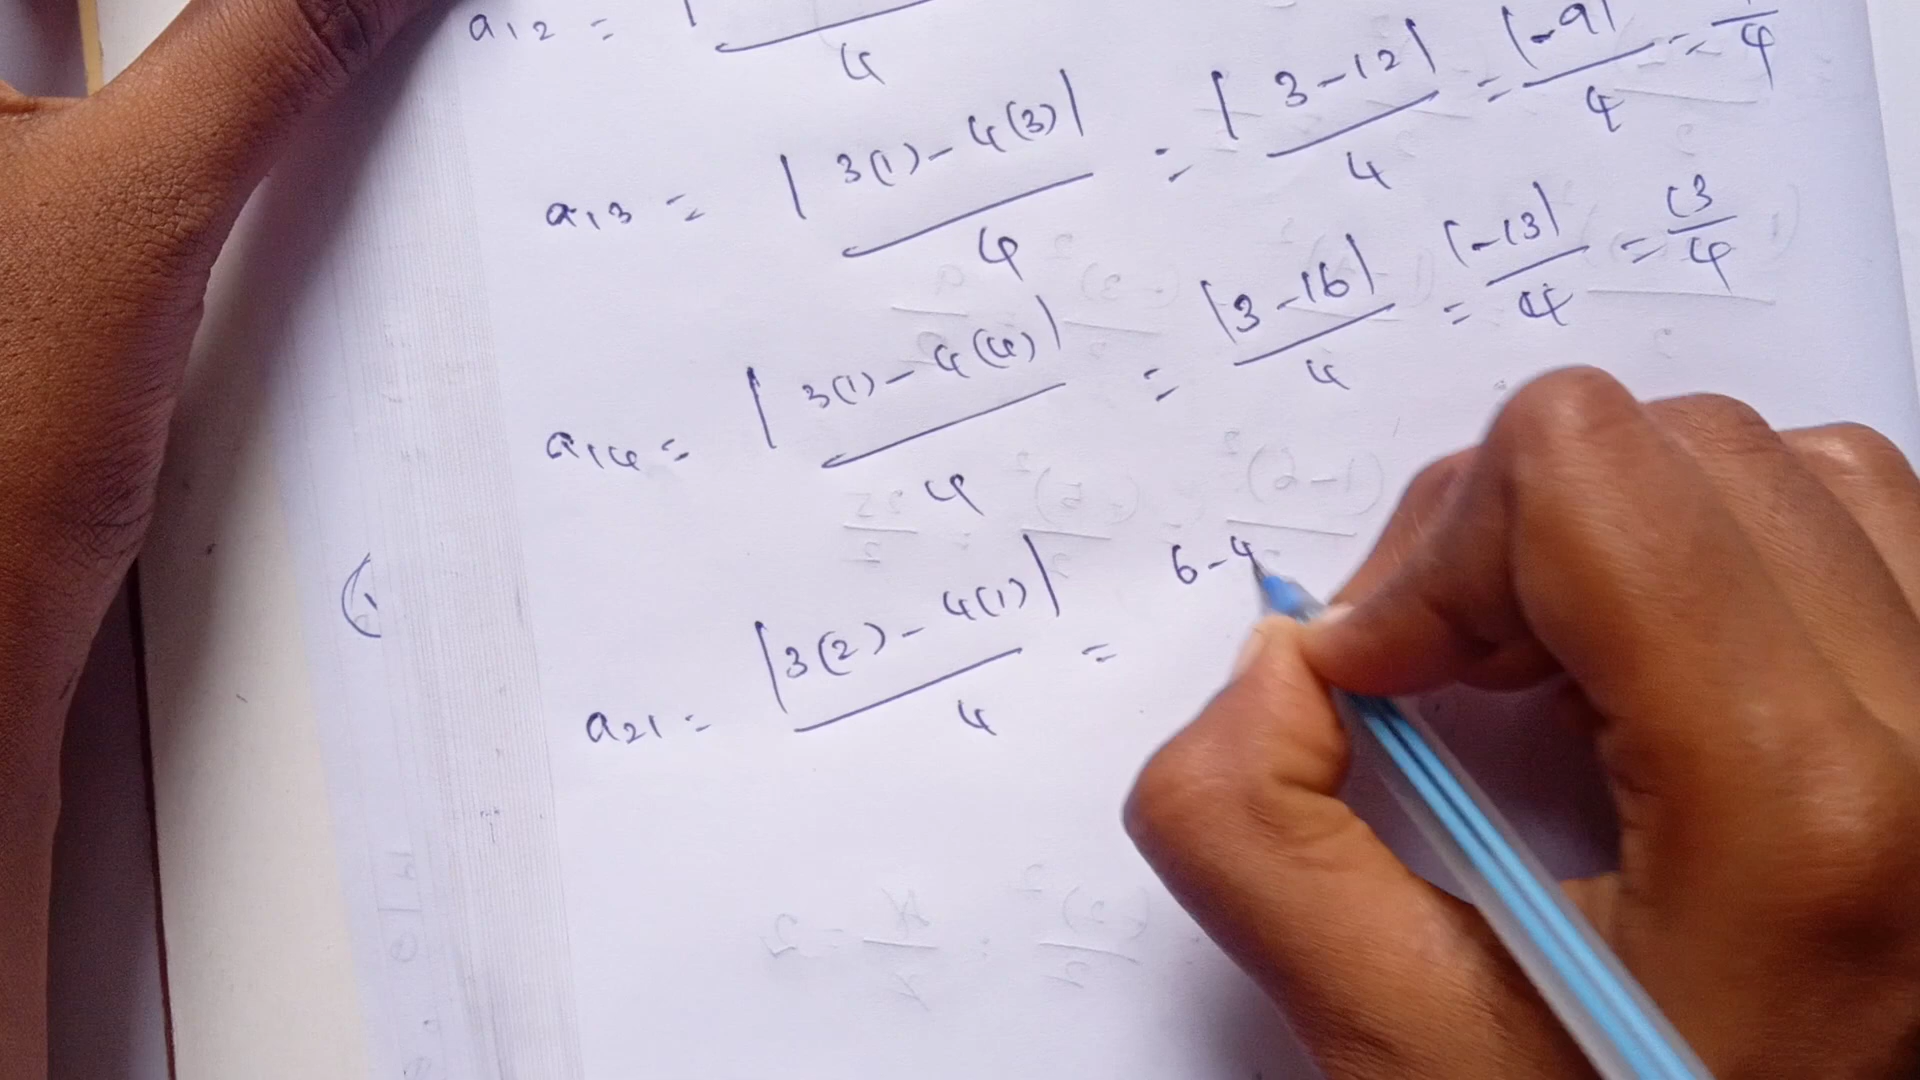 a12 = | / 4
a13 = |3(1)-4(3)| / 4 = |3-12| / 4 = |-9| / 4 = / 4
a14 = |3(1)-4(4)| / 4 = |3-16| / 4 = |-13| / 4 = 13 / 4
a21 = |3(2)-4(1)| / 4 = 6-4